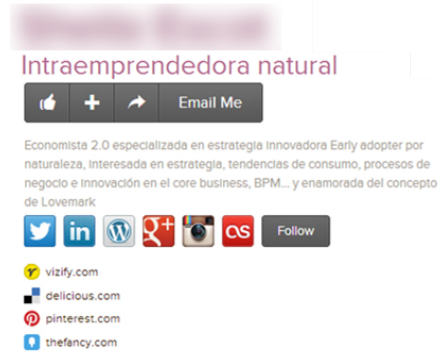 Intraemprendedora natural
Email Me
Economista 2.0 especializada en estrategia innovadora Early adopter por
naturaleza, interesada en estrategia, tendencias de consumo, procesos de
negocio e innovación en el core business, BPM... y enamorada del concepto
de Lovemark
Follow
vizify.com
delicious.com
pinterest.com
thefancy.com